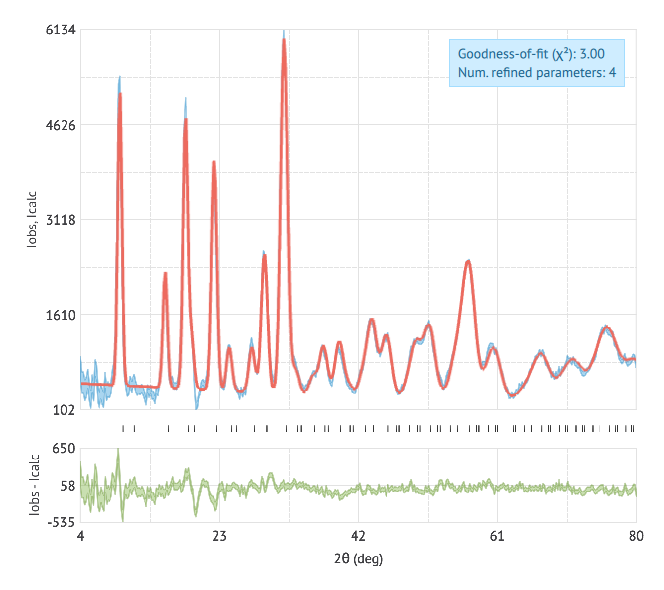 6134
Goodness-of-fit (χ²): 3.00
Num. refined parameters: 4
4626
Iobs, Icalc
3118
1610
102
650
Iobs - Icalc
58
-535
4 23 42 61 80
2θ (deg)